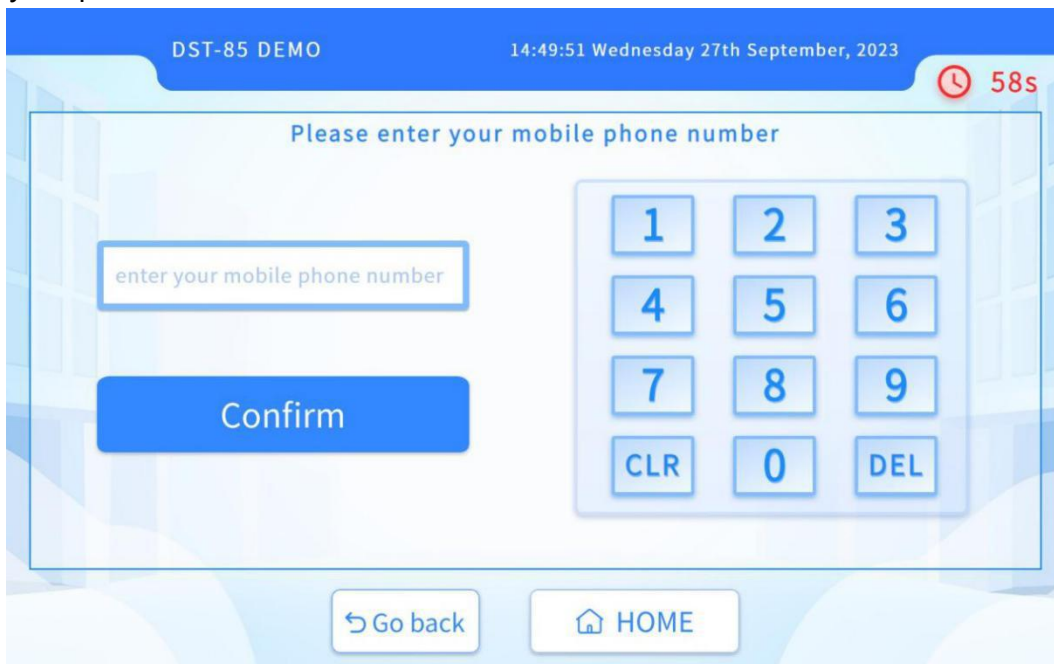 DST-85 DEMO
14:49:51 Wednesday 27th September, 2023
58s
Please enter your mobile phone number
enter your mobile phone number
Confirm
1 2 3
4 5 6
7 8 9
CLR 0 DEL
Go back
HOME